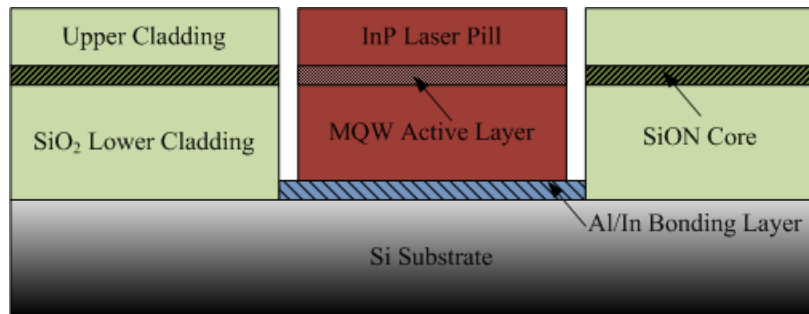 Upper Cladding
InP Laser Pill
SiO₂ Lower Cladding
MQW Active Layer
SiON Core
Al/In Bonding Layer
Si Substrate